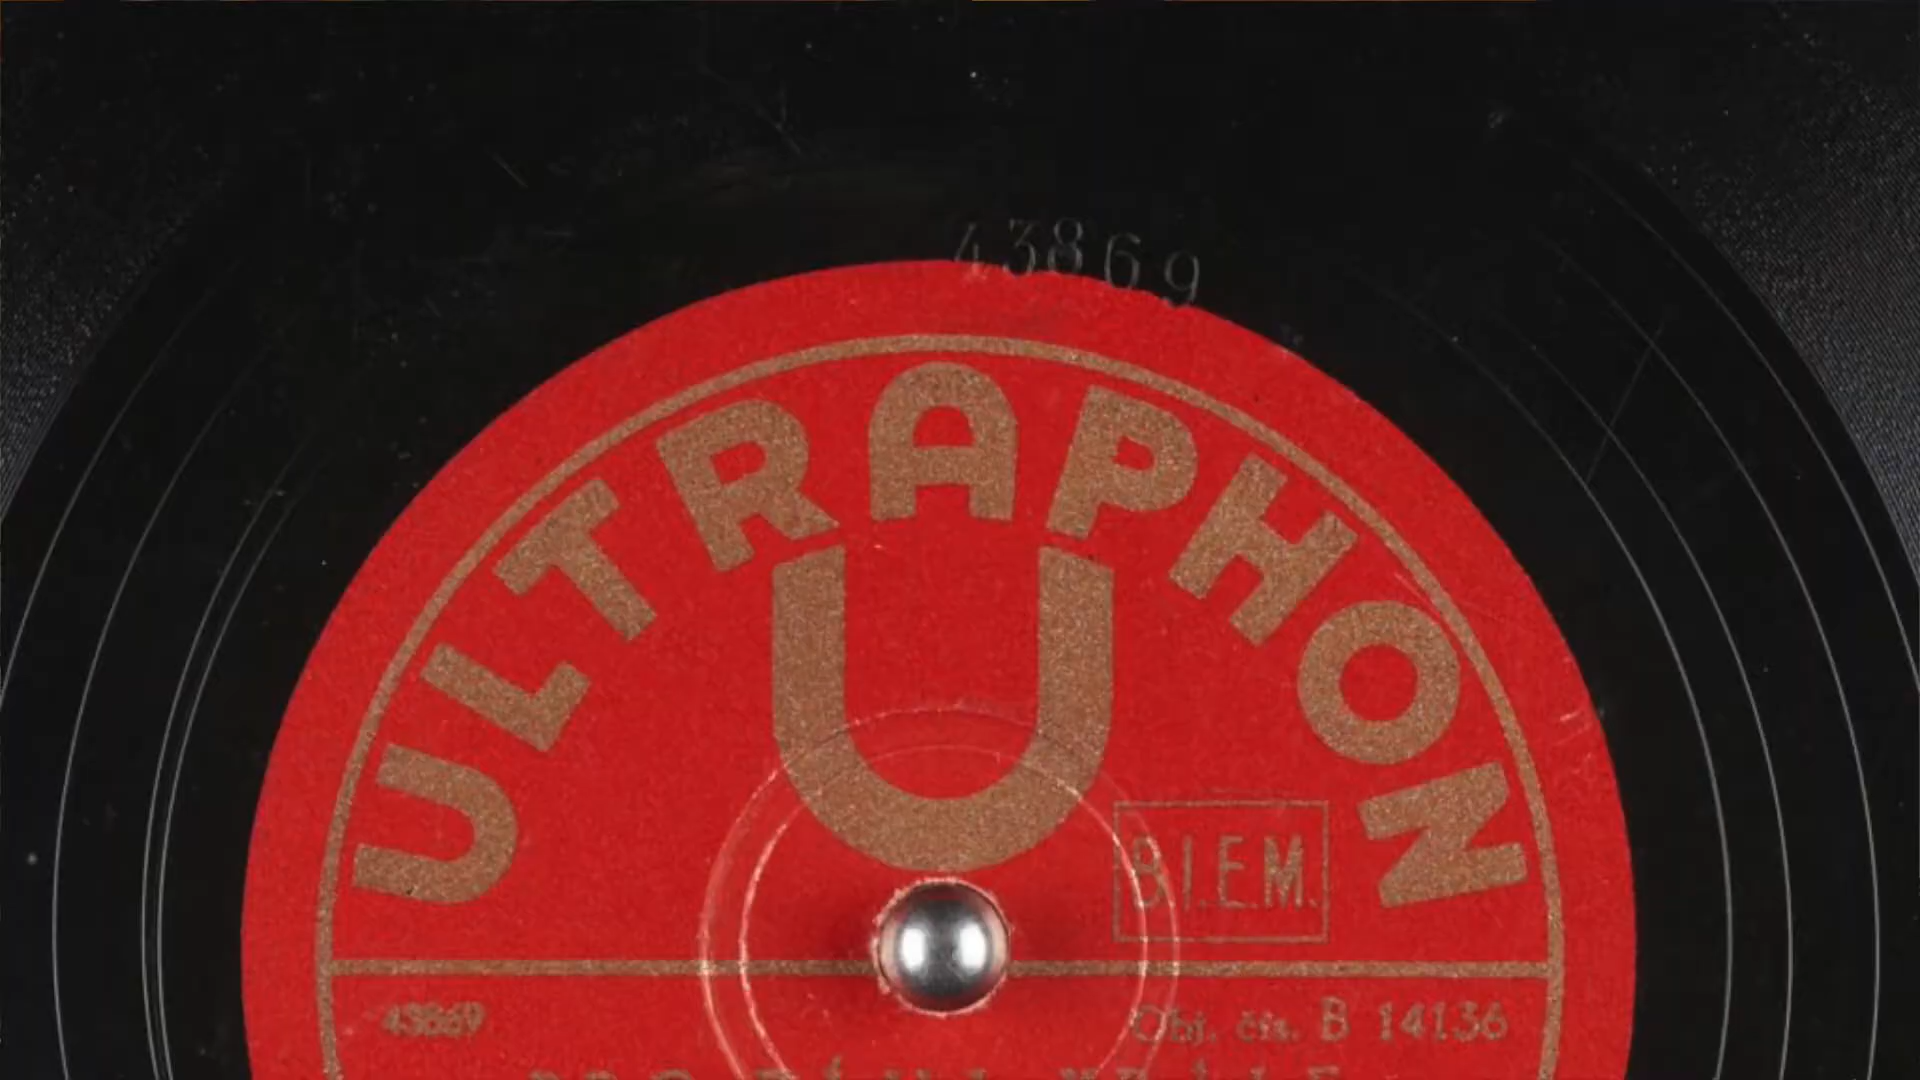 43869
ULTRAPHON
U
B.I.E.M.
43869
Obj. čís. B 14136